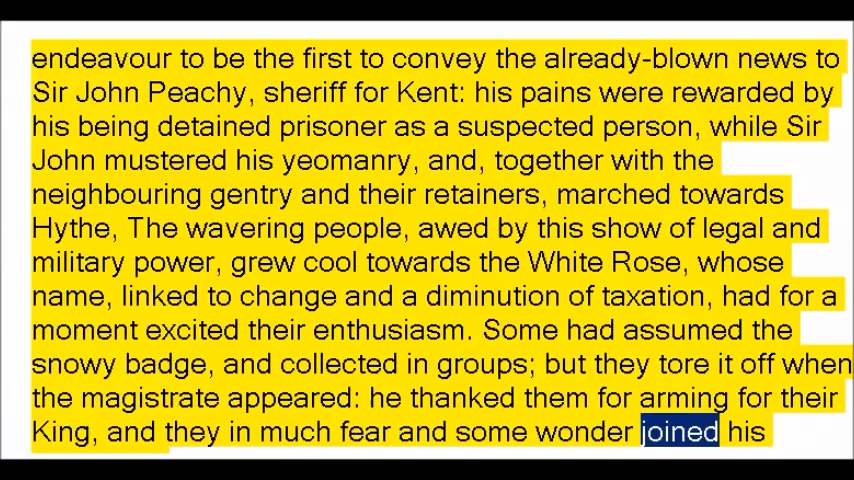 endeavour to be the first to convey the already-blown news to
Sir John Peachy, sheriff for Kent: his pains were rewarded by
his being detained prisoner as a suspected person, while Sir
John mustered his yeomanry, and, together with the
neighbouring gentry and their retainers, marched towards
Hythe, The wavering people, awed by this show of legal and
military power, grew cool towards the White Rose, whose
name, linked to change and a diminution of taxation, had for a
moment excited their enthusiasm. Some had assumed the
snowy badge, and collected in groups; but they tore it off when
the magistrate appeared: he thanked them for arming for their
King, and they in much fear and some wonder joined his